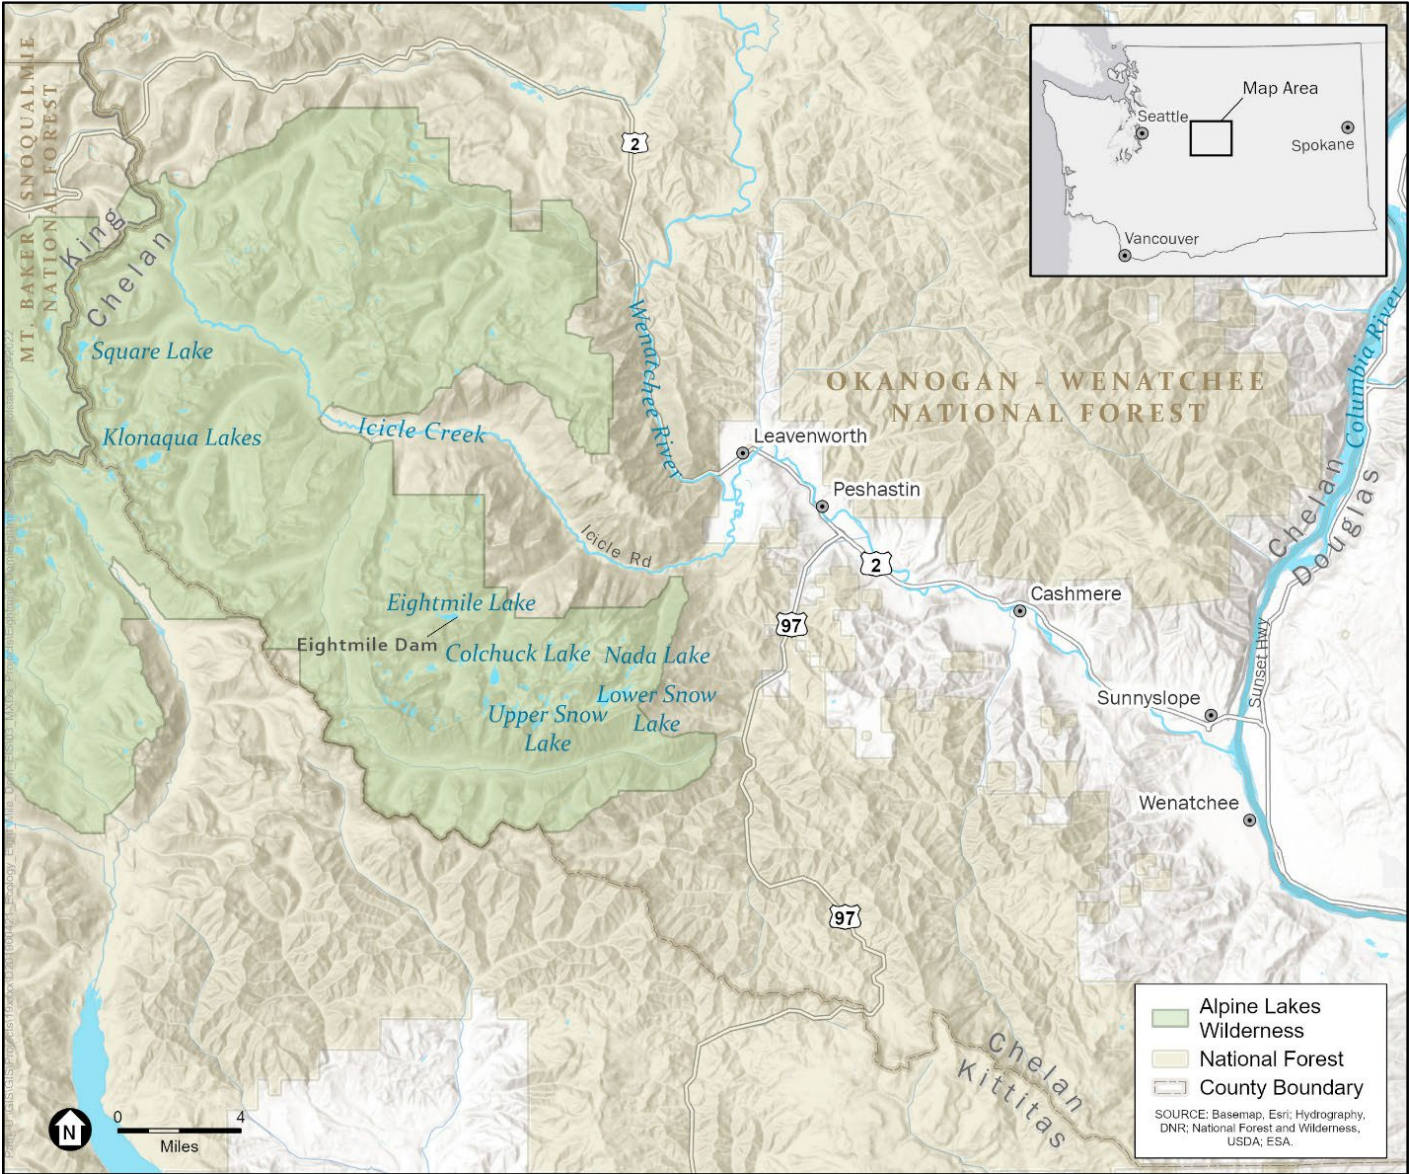 MT. BAKER - SNOQUALMIE
NATIONAL FOREST
King
Chelan
2
Seattle
Map Area
Spokane
Vancouver
Square Lake
Klonaqua Lakes
Icicle Creek
Wenatchee River
OKANOGAN - WENATCHEE
NATIONAL FOREST
Columbia River
Leavenworth
Peshastin
Icicle Rd
Chelan
Douglas
2
Cashmere
97
Eightmile Lake
Eightmile Dam
Colchuck Lake
Nada Lake
Lower Snow
Lake
Upper Snow
Lake
Sunset Hwy
Sunnyslope
Wenatchee
97
Chelan
Kittitas
N
0
4
Miles
Alpine Lakes
Wilderness
National Forest
County Boundary
SOURCE: Basemap, Esri; Hydrography,
DNR; National Forest and Wilderness,
USDA; ESA.